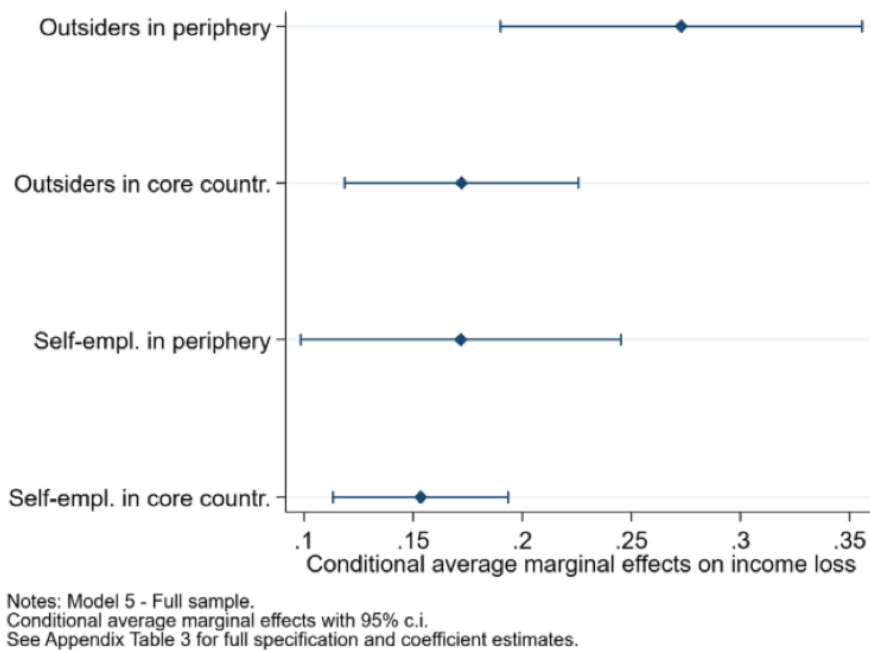 Outsiders in periphery
Outsiders in core countr.
Self-empl. in periphery
Self-empl. in core countr.
.1 .15 .2 .25 .3 .35
Conditional average marginal effects on income loss
Notes: Model 5 - Full sample.
Conditional average marginal effects with 95% c.i.
See Appendix Table 3 for full specification and coefficient estimates.